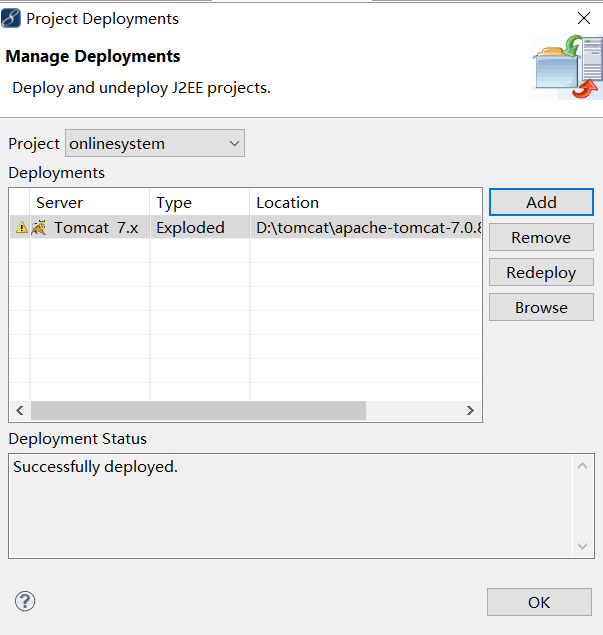 Project Deployments
Manage Deployments
Deploy and undeploy J2EE projects.
Project onlinesystem
Deployments
Server Type Location
Tomcat 7.x Exploded D:\tomcat\apache-tomcat-7.0.8
Add
Remove
Redeploy
Browse
Deployment Status
Successfully deployed.
OK